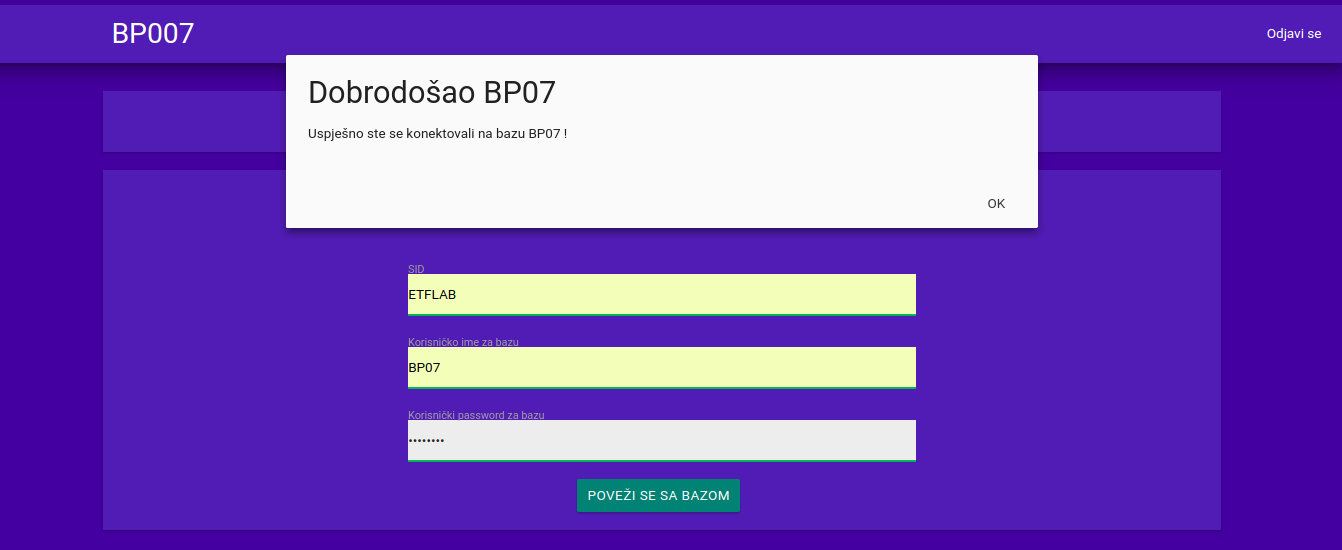 BP007
Odjavi se
Dobrodošao BP07
Uspješno ste se konektovali na bazu BP07 !
OK
SID
ETFLAB
Korisničko ime za bazu
BP07
Korisnički password za bazu
••••••••
POVEŽI SE SA BAZOM